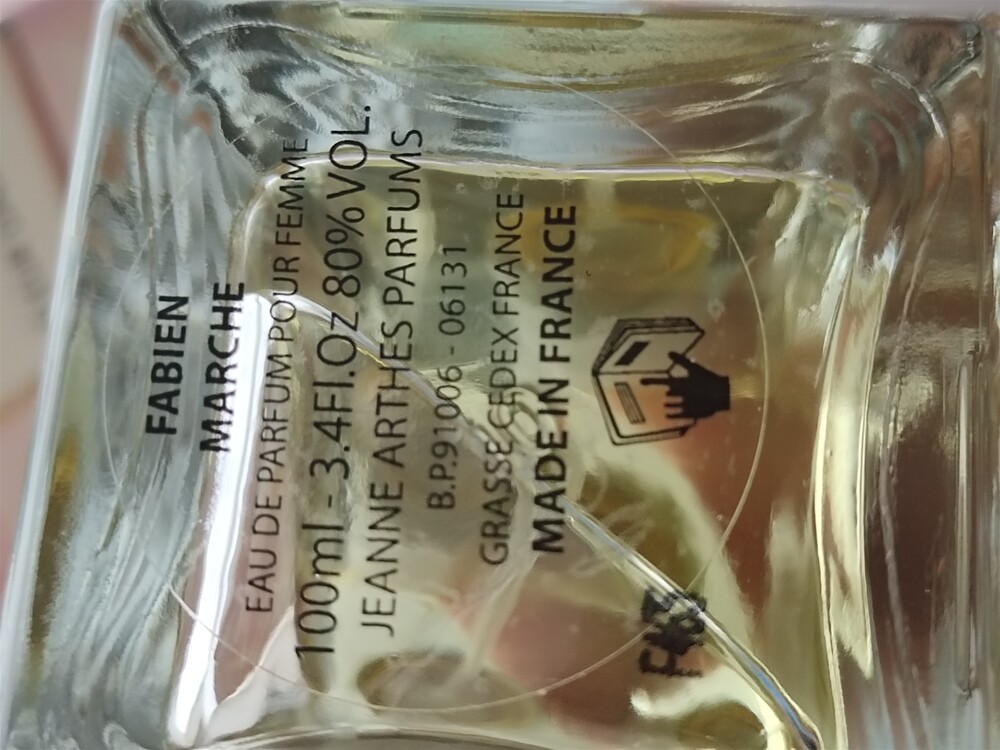 FABIEN
MARCHE
EAU DE PARFUM POUR FEMME
100ml - 3.4Fl.Oz 80%VOL.
JEANNE ARTHES PARFUMS
B.P.91006 - 06131
GRASSE CEDEX FRANCE
MADE IN FRANCE